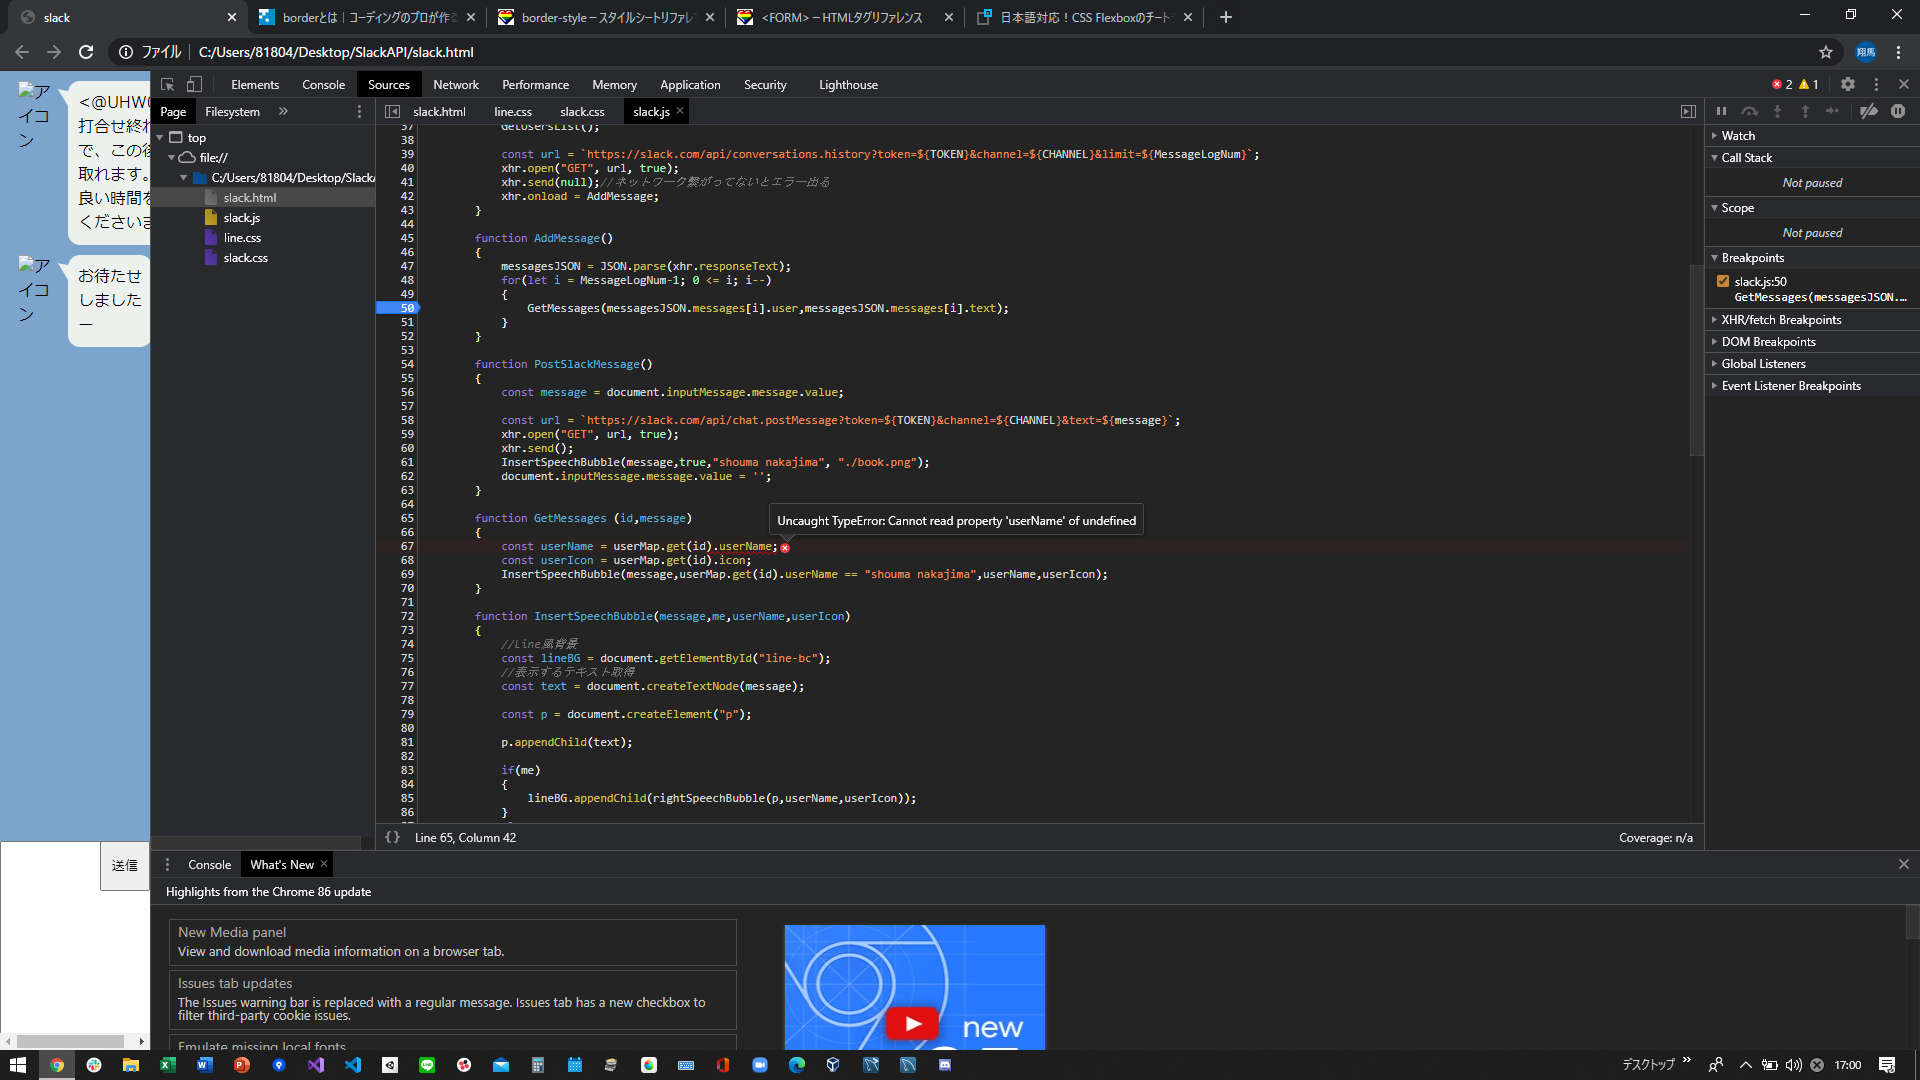 slack
borderとは｜コーディングのプロが作る
border-style－スタイルシートリファレ
<FORM>－HTMLタグリファレンス
日本語対応！CSS Flexboxのチート
ファイル
C:/Users/81804/Desktop/SlackAPI/slack.html
翔馬
アイコン
<@UHW
打合せ終わ
で、この後
取れます。
良い時間を
くださいま
アイコン
お待たせ
しました
ー
送信
Elements
Console
Sources
Network
Performance
Memory
Application
Security
Lighthouse
2
1
Page
Filesystem
top
file://
C:/Users/81804/Desktop/Slack
slack.html
slack.js
line.css
slack.css
slack.html
line.css
slack.css
slack.js
37 GetUsersList();
38
39 const url = `https://slack.com/api/conversations.history?token=${TOKEN}&channel=${CHANNEL}&limit=${MessageLogNum}`;
40 xhr.open("GET", url, true);
41 xhr.send(null);//ネットワーク繋がってないとエラー出る
42 xhr.onload = AddMessage;
43 }
44
45 function AddMessage()
46 {
47 messagesJSON = JSON.parse(xhr.responseText);
48 for(let i = MessageLogNum-1; 0 <= i; i--)
49 {
50 GetMessages(messagesJSON.messages[i].user,messagesJSON.messages[i].text);
51 }
52 }
53
54 function PostSlackMessage()
55 {
56 const message = document.inputMessage.message.value;
57
58 const url = `https://slack.com/api/chat.postMessage?token=${TOKEN}&channel=${CHANNEL}&text=${message}`;
59 xhr.open("GET", url, true);
60 xhr.send();
61 InsertSpeechBubble(message,true,"shouma nakajima", "./book.png");
62 document.inputMessage.message.value = '';
63 }
64
65 function GetMessages (id,message)
66 {
Uncaught TypeError: Cannot read property 'userName' of undefined
67 const userName = userMap.get(id).userName;
68 const userIcon = userMap.get(id).icon;
69 InsertSpeechBubble(message,userMap.get(id).userName == "shouma nakajima",userName,userIcon);
70 }
71
72 function InsertSpeechBubble(message,me,userName,userIcon)
73 {
74 //Line風背景
75 const lineBG = document.getElementById("line-bc");
76 //表示するテキスト取得
77 const text = document.createTextNode(message);
78
79 const p = document.createElement("p");
80
81 p.appendChild(text);
82
83 if(me)
84 {
85 lineBG.appendChild(rightSpeechBubble(p,userName,userIcon));
86 }
{} Line 65, Column 42
Coverage: n/a
Watch
Call Stack
Not paused
Scope
Not paused
Breakpoints
slack.js:50
GetMessages(messagesJSON.…
XHR/fetch Breakpoints
DOM Breakpoints
Global Listeners
Event Listener Breakpoints
Console
What's New
Highlights from the Chrome 86 update
New Media panel
View and download media information on a browser tab.
Issues tab updates
The Issues warning bar is replaced with a regular message. Issues tab has a new checkbox to
filter third-party cookie issues.
Emulate missing local fonts
new
デスクトップ
17:00